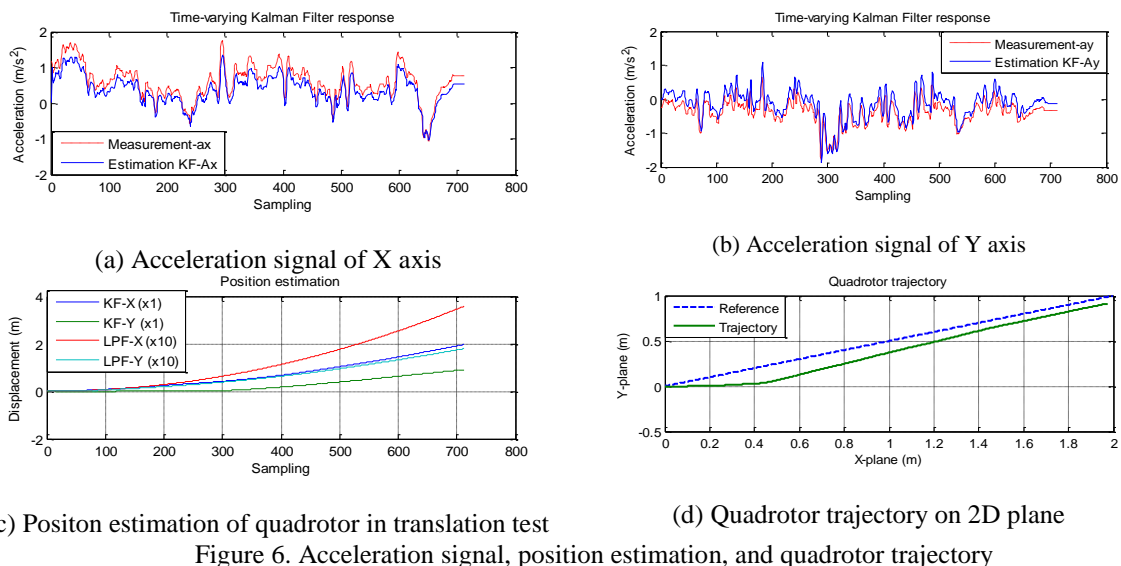 Time-varying Kalman Filter response
Acceleration (m/s²)
2
1
0
-1
-2
Measurement-ax
Estimation KF-Ax
0 100 200 300 400 500 600 700 800
Sampling
(a) Acceleration signal of X axis
Time-varying Kalman Filter response
Acceleration (m/s²)
2
1
0
-1
-2
Measurement-ay
Estimation KF-Ay
0 100 200 300 400 500 600 700 800
Sampling
(b) Acceleration signal of Y axis
Position estimation
Displacement (m)
4
2
0
-2
KF-X (x1)
KF-Y (x1)
LPF-X (x10)
LPF-Y (x10)
0 100 200 300 400 500 600 700 800
Sampling
c) Positon estimation of quadrotor in translation test
Quadrotor trajectory
Y-plane (m)
1
0.5
0
-0.5
Reference
Trajectory
0 0.2 0.4 0.6 0.8 1 1.2 1.4 1.6 1.8 2
X-plane (m)
(d) Quadrotor trajectory on 2D plane
Figure 6. Acceleration signal, position estimation, and quadrotor trajectory